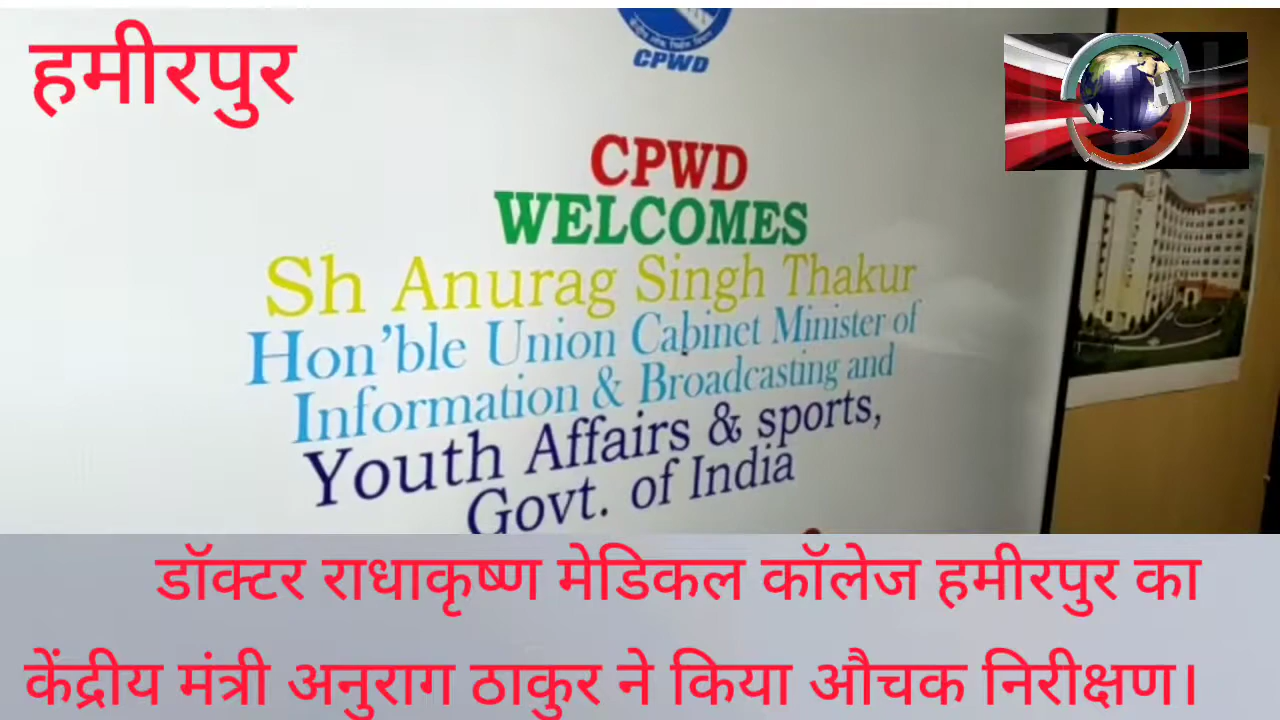 हमीरपुर
CPWD
CPWD
WELCOMES
Sh Anurag Singh Thakur
Hon'ble Union Cabinet Minister of
Information & Broadcasting and
Youth Affairs & sports,
Govt. of India
डॉक्टर राधाकृष्ण मेडिकल कॉलेज हमीरपुर का
केंद्रीय मंत्री अनुराग ठाकुर ने किया औचक निरीक्षण।